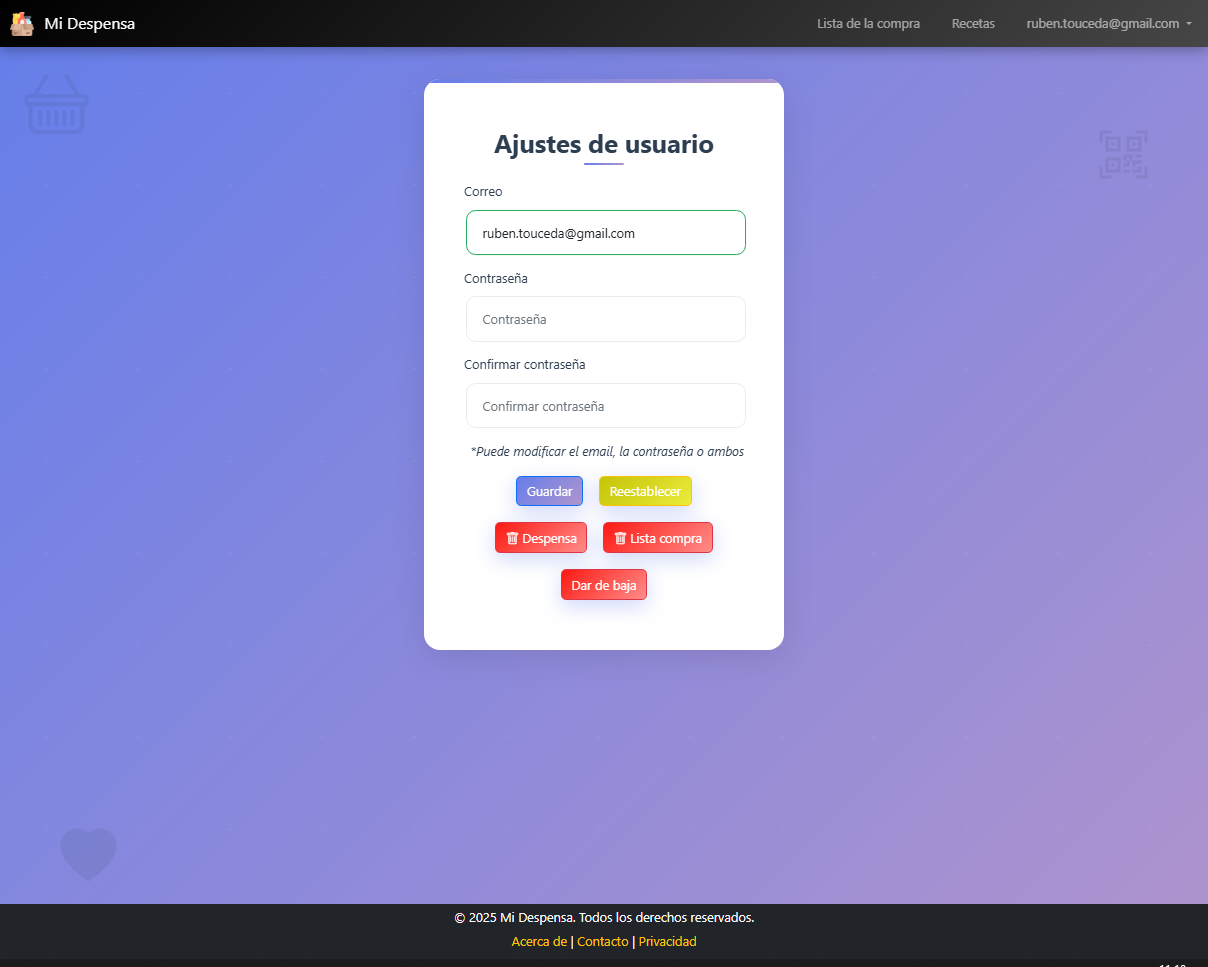 Mi Despensa Lista de la compra Recetas ruben.touceda@gmail.com
Ajustes de usuario
Correo
ruben.touceda@gmail.com
Contraseña
Contraseña
Confirmar contraseña
Confirmar contraseña
*Puede modificar el email, la contraseña o ambos
Guardar Reestablecer
Despensa Lista compra
Dar de baja
© 2025 Mi Despensa. Todos los derechos reservados.
Acerca de | Contacto | Privacidad